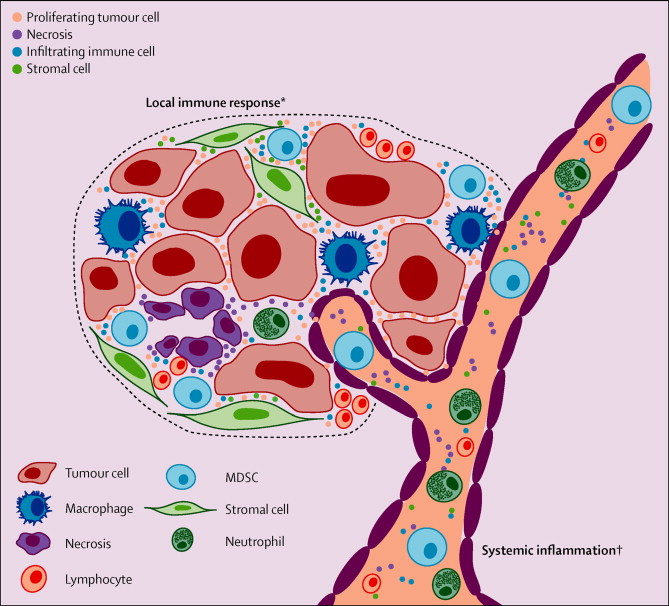 Proliferating tumour cell
Necrosis
Infiltrating immune cell
Stromal cell
Local immune response*
Tumour cell
MDSC
Macrophage
Stromal cell
Necrosis
Neutrophil
Lymphocyte
Systemic inflammation†